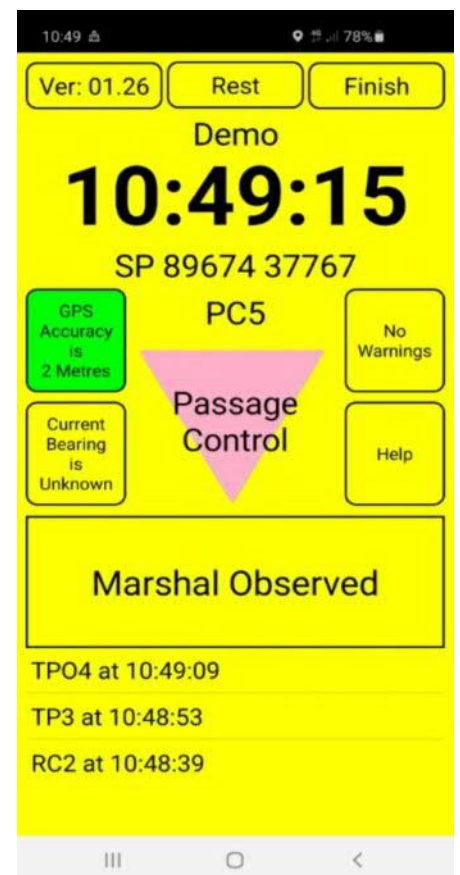 10:49 78%
Ver: 01.26 Rest Finish
Demo
10:49:15
SP 89674 37767
GPS
Accuracy
is
2 Metres
PC5
No
Warnings
Passage
Control
Current
Bearing
is
Unknown
Help
Marshal Observed
TPO4 at 10:49:09
TP3 at 10:48:53
RC2 at 10:48:39